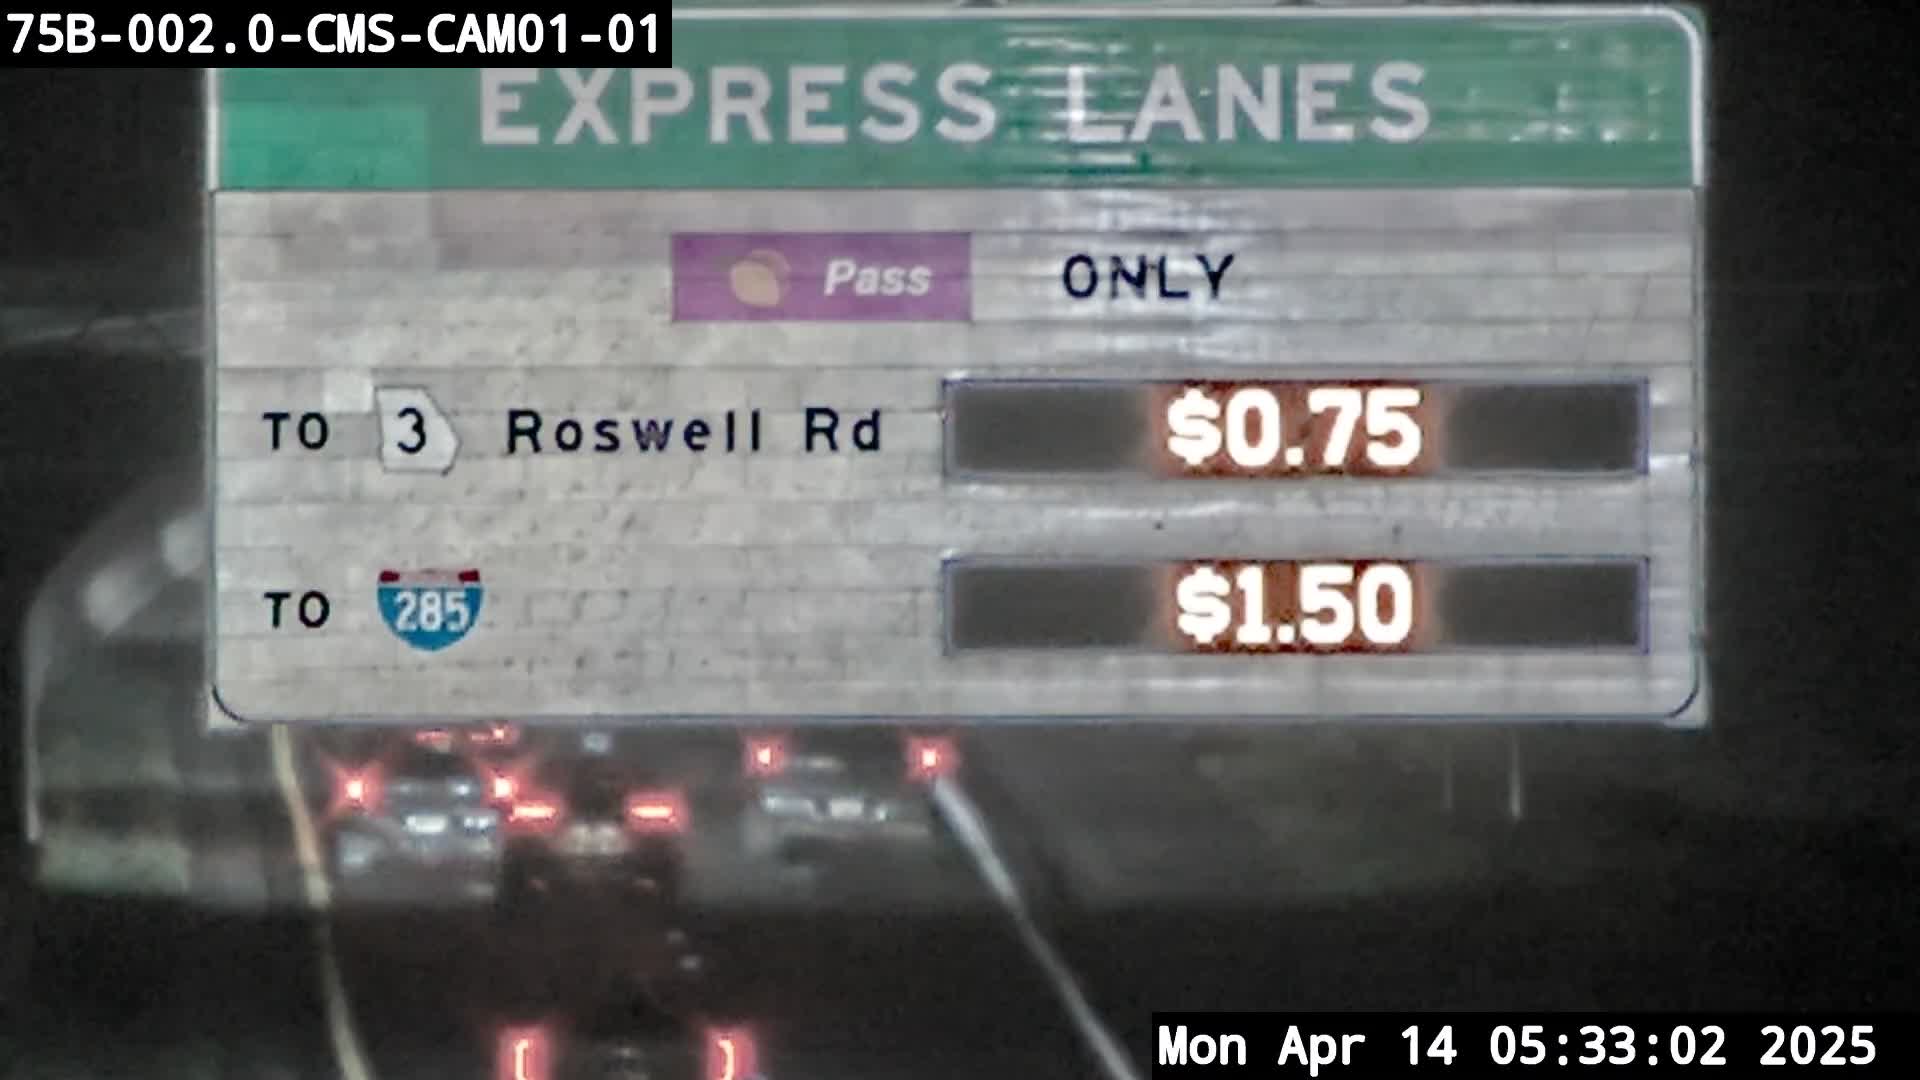 75B-002.0-CMS-CAM01-01
EXPRESS LANES
Pass ONLY
TO 3 Roswell Rd $0.75
TO 285 $1.50
Mon Apr 14 05:33:02 2025